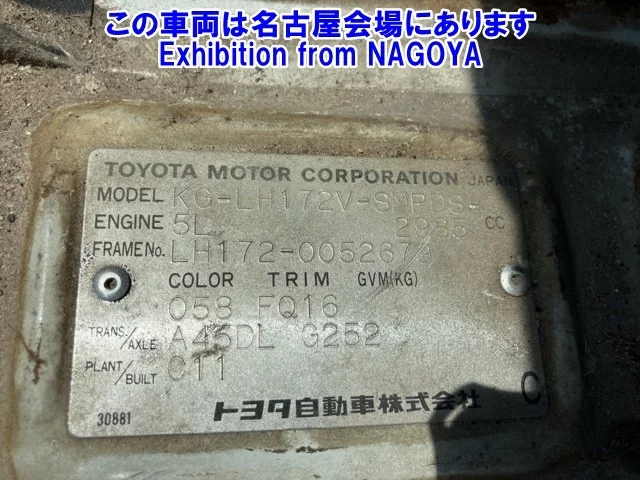 この車両は名古屋会場にあります
Exhibition from NAGOYA
TOYOTA MOTOR CORPORATION JAPAN
MODEL KG-LH172V-SMPDS-
ENGINE 5L 2985 CC
FRAME No. LH172-0052679
COLOR TRIM GVM(KG)
058 FQ16
TRANS/AXLE A45DL G252
PLANT/BUILT C11
30881 トヨタ自動車株式会社 C